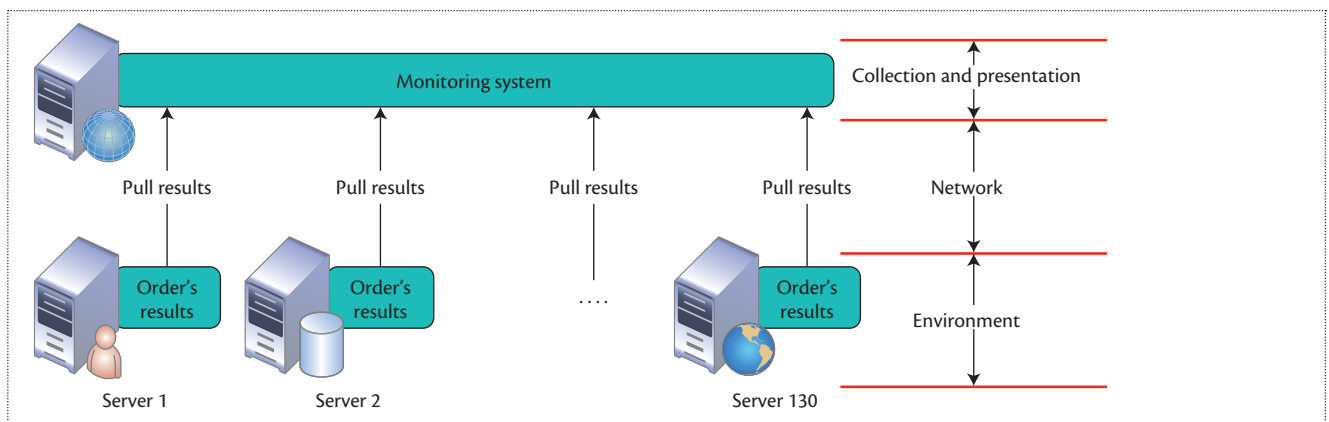 Monitoring system
Collection and presentation
Pull results
Pull results
Pull results
Pull results
Network
Order's
results
Order's
results
....
Order's
results
Environment
Server 1
Server 2
Server 130